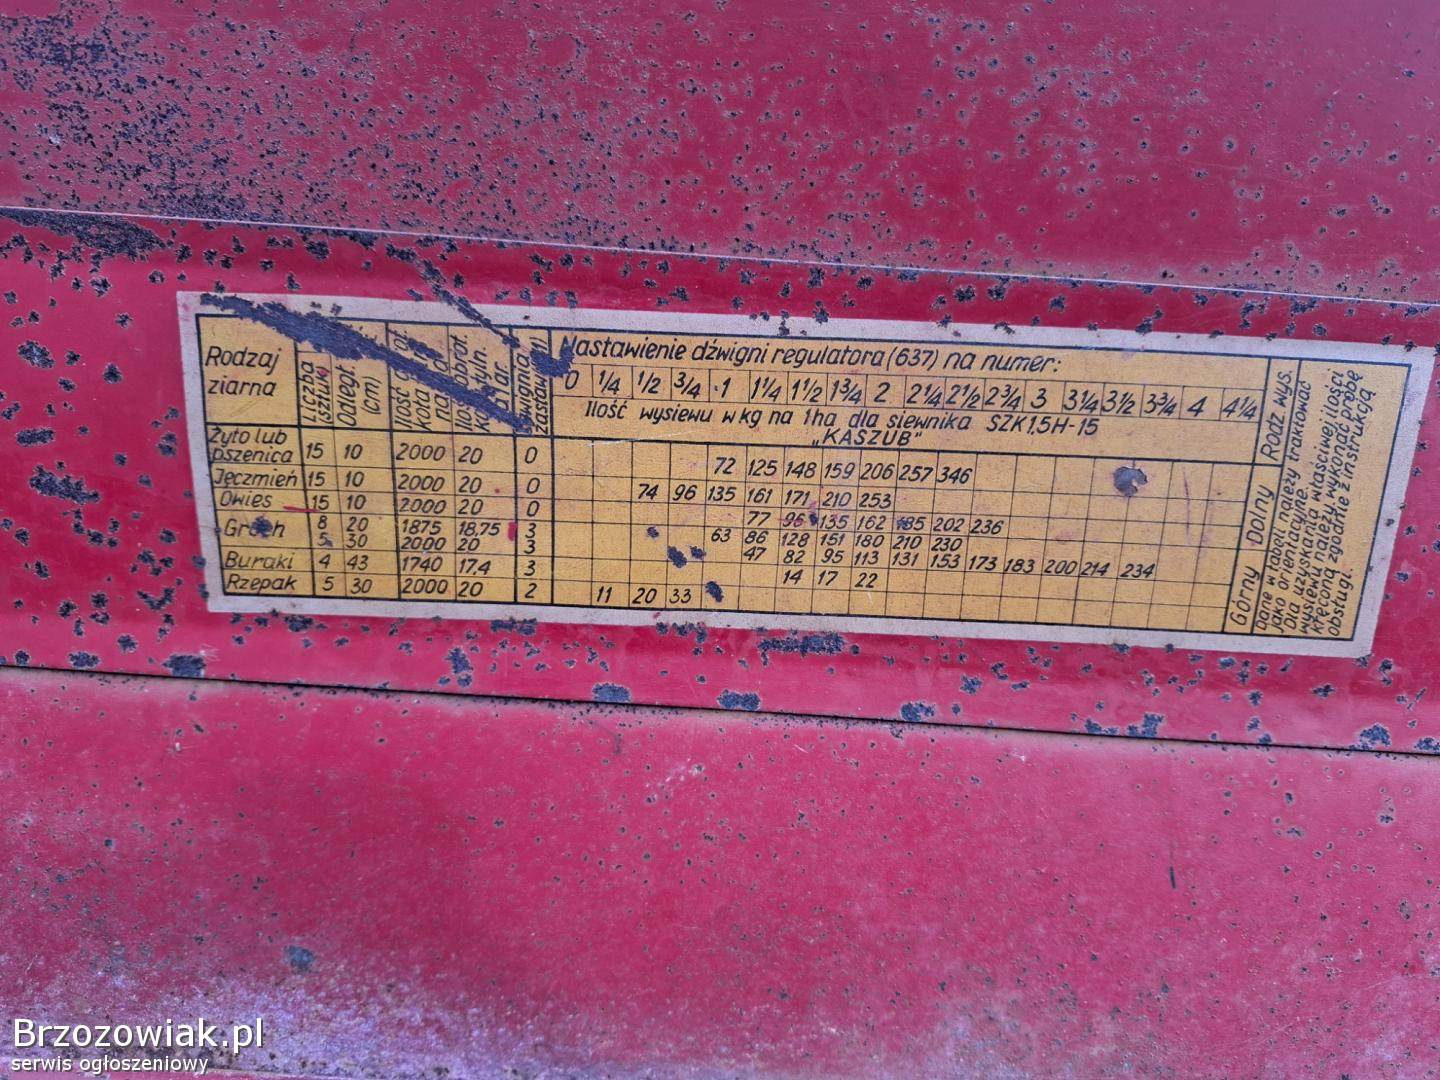 Rodzaj ziarna
Liczba (sztuk)
Odległ. (cm)
Ilość
koła
Nastawienie dźwigni regulatora (637) na numer:
0 1/4 1/2 3/4 1 1 1/4 1 1/2 1 3/4 2 2 1/4 2 1/2 2 3/4 3 3 1/4 3 1/2 3 3/4 4 4 1/4
Ilość wysiewu w kg na 1ha dla siewnika SZK1,5H-15
„KASZUB"
Rodz wys.
Żyto lub pszenica 15 10 2000 20 0 72 125 148 159 206 257 346
Jęczmień 15 10 2000 20 0 74 96 135 161 171 210 253
Owies 15 10 2000 20 0 77 96 135 162 185 202 236
Groch 8 20 1875 18,75 3 63 86 128 151 180 210 230
5 30 2000 20 3 47 82 95 113 131 153 173 183 200 214 234
Buraki 4 43 1740 17.4 3 14 17 22
Rzepak 5 30 2000 20 2 11 20 33
Dolny
Górny
Dane w tabeli należy traktować
jako orientacyjne.
Dla uzyskania właściwej ilości
wysiewu należy wykonać próbę
kręconą zgodnie z instrukcją
obsługi.
Brzozowiak.pl
serwis ogłoszeniowy